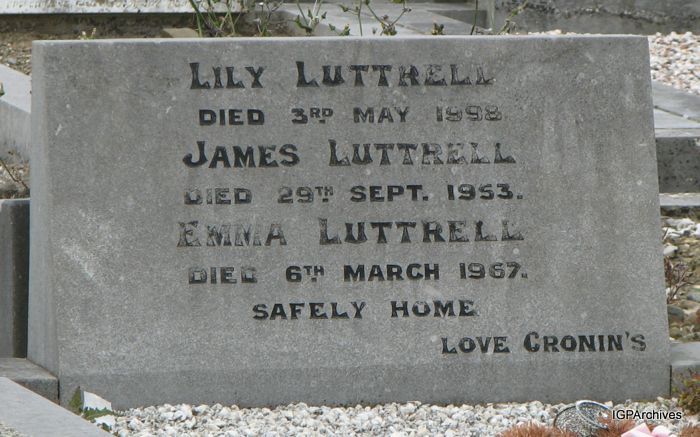 LILY LUTTRELL
DIED 3RD MAY 1998
JAMES LUTTRELL
DIED 29TH SEPT. 1953.
EMMA LUTTRELL
DIED 6TH MARCH 1967.
SAFELY HOME
LOVE CRONIN'S
IGPArchives